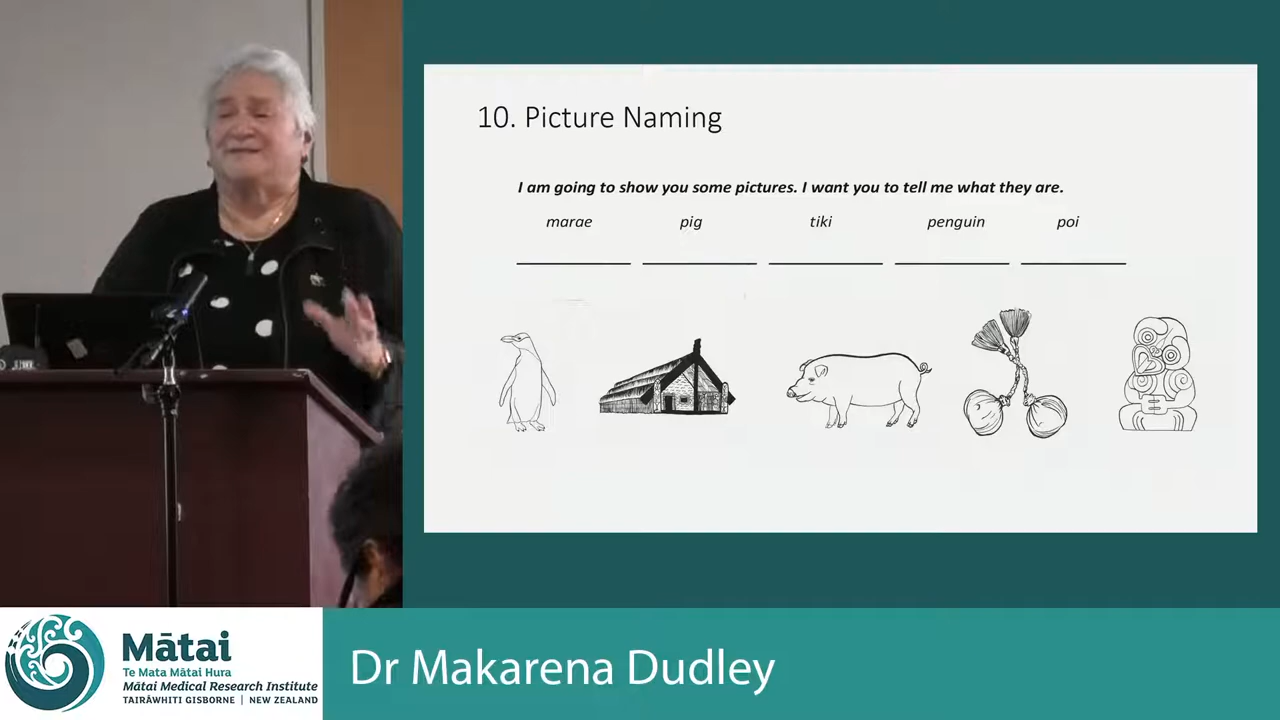 10. Picture Naming
I am going to show you some pictures. I want you to tell me what they are.
marae pig tiki penguin poi
Mātai
Te Mata Mātai Hura
Mātai Medical Research Institute
TAIRĀWHITI GISBORNE | NEW ZEALAND
Dr Makarena Dudley